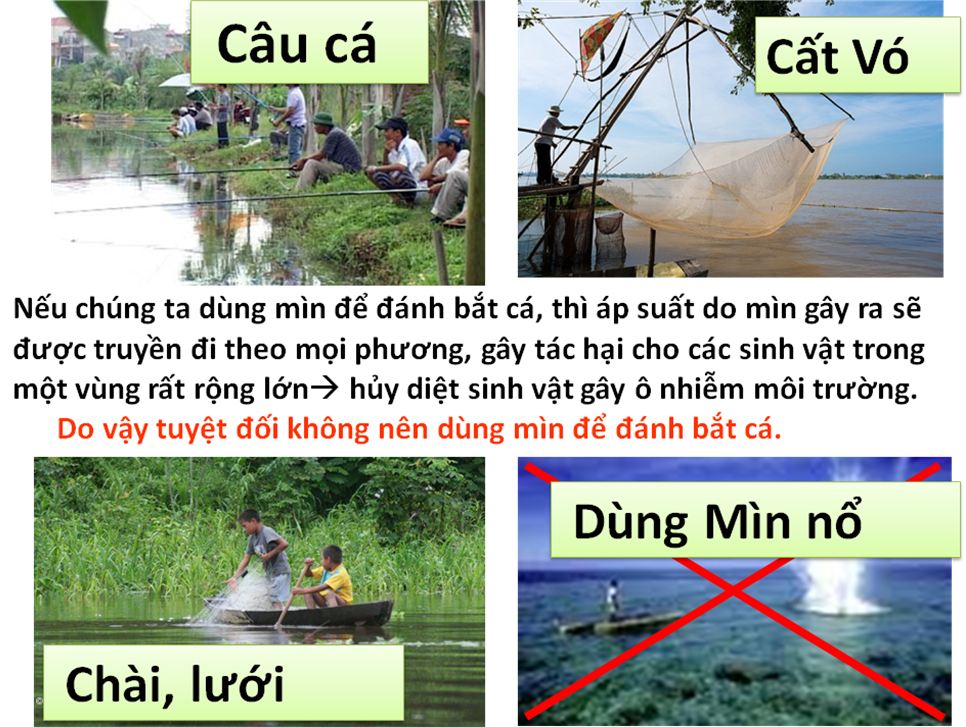 Câu cá
Cất Vó
Nếu chúng ta dùng mìn để đánh bắt cá, thì áp suất do mìn gây ra sẽ
được truyền đi theo mọi phương, gây tác hại cho các sinh vật trong
một vùng rất rộng lớn→ hủy diệt sinh vật gây ô nhiễm môi trường.
Do vậy tuyệt đối không nên dùng mìn để đánh bắt cá.
Dùng Mìn nổ
Chài, lưới